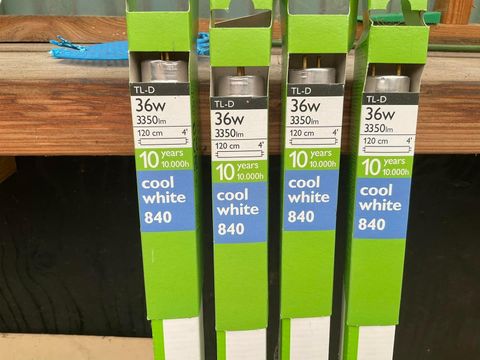 TL-D
36w
3350lm
120 cm 4'
10 years
10.000h
cool
white
840
TL-D
36w
3350lm
120 cm 4'
10 years
10.000h
cool
white
840
TL-D
36w
3350lm
120 cm 4'
10 years
10.000h
cool
white
840
TL-D
36w
3350lm
120 cm 4'
10 years
10.000h
cool
white
840